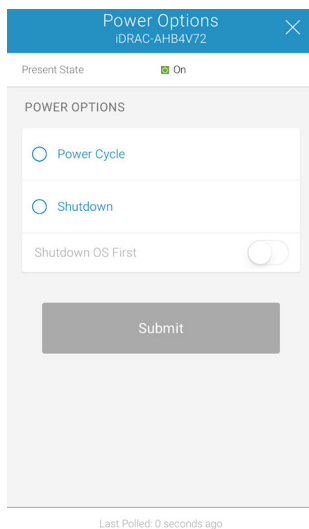 Power Options
iDRAC-AHB4V72
Present State On
POWER OPTIONS
Power Cycle
Shutdown
Shutdown OS First
Submit
Last Polled: 0 seconds ago